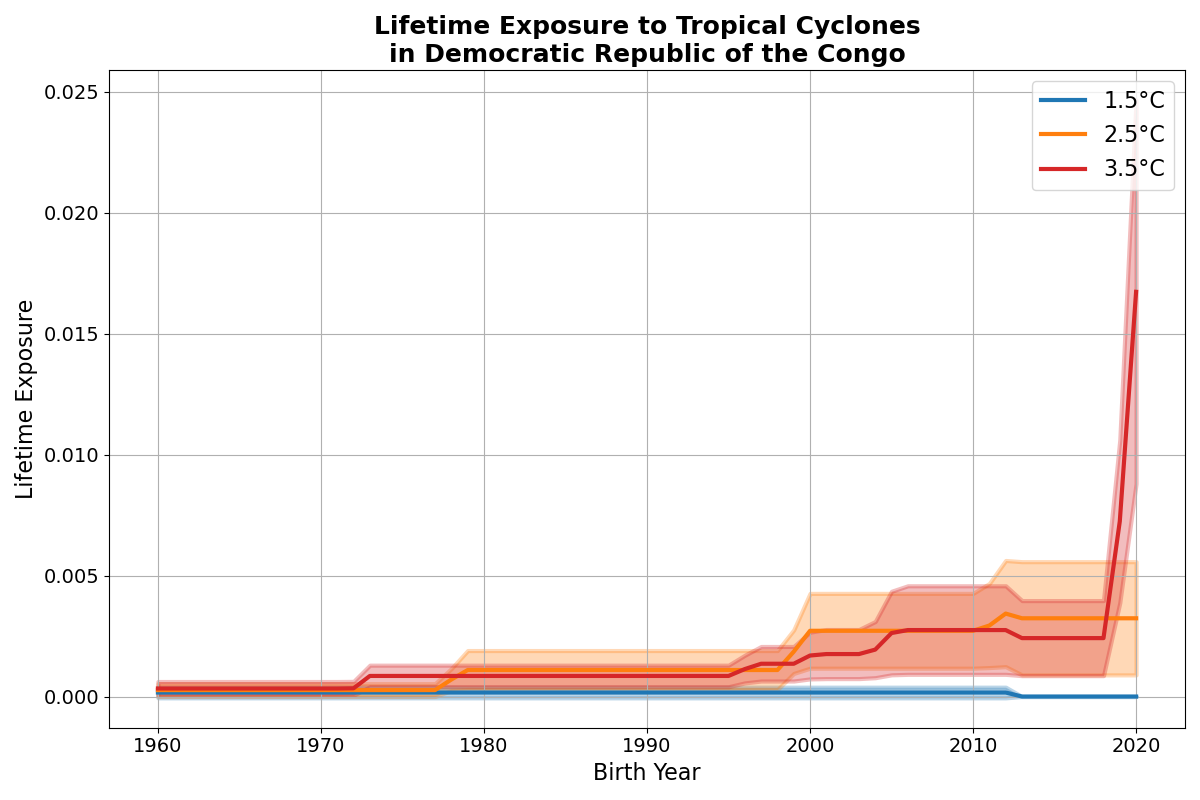 Lifetime Exposure to Tropical Cyclones
in Democratic Republic of the Congo
1.5°C
2.5°C
3.5°C
Lifetime Exposure
0.025
0.020
0.015
0.010
0.005
0.000
1960 1970 1980 1990 2000 2010 2020
Birth Year